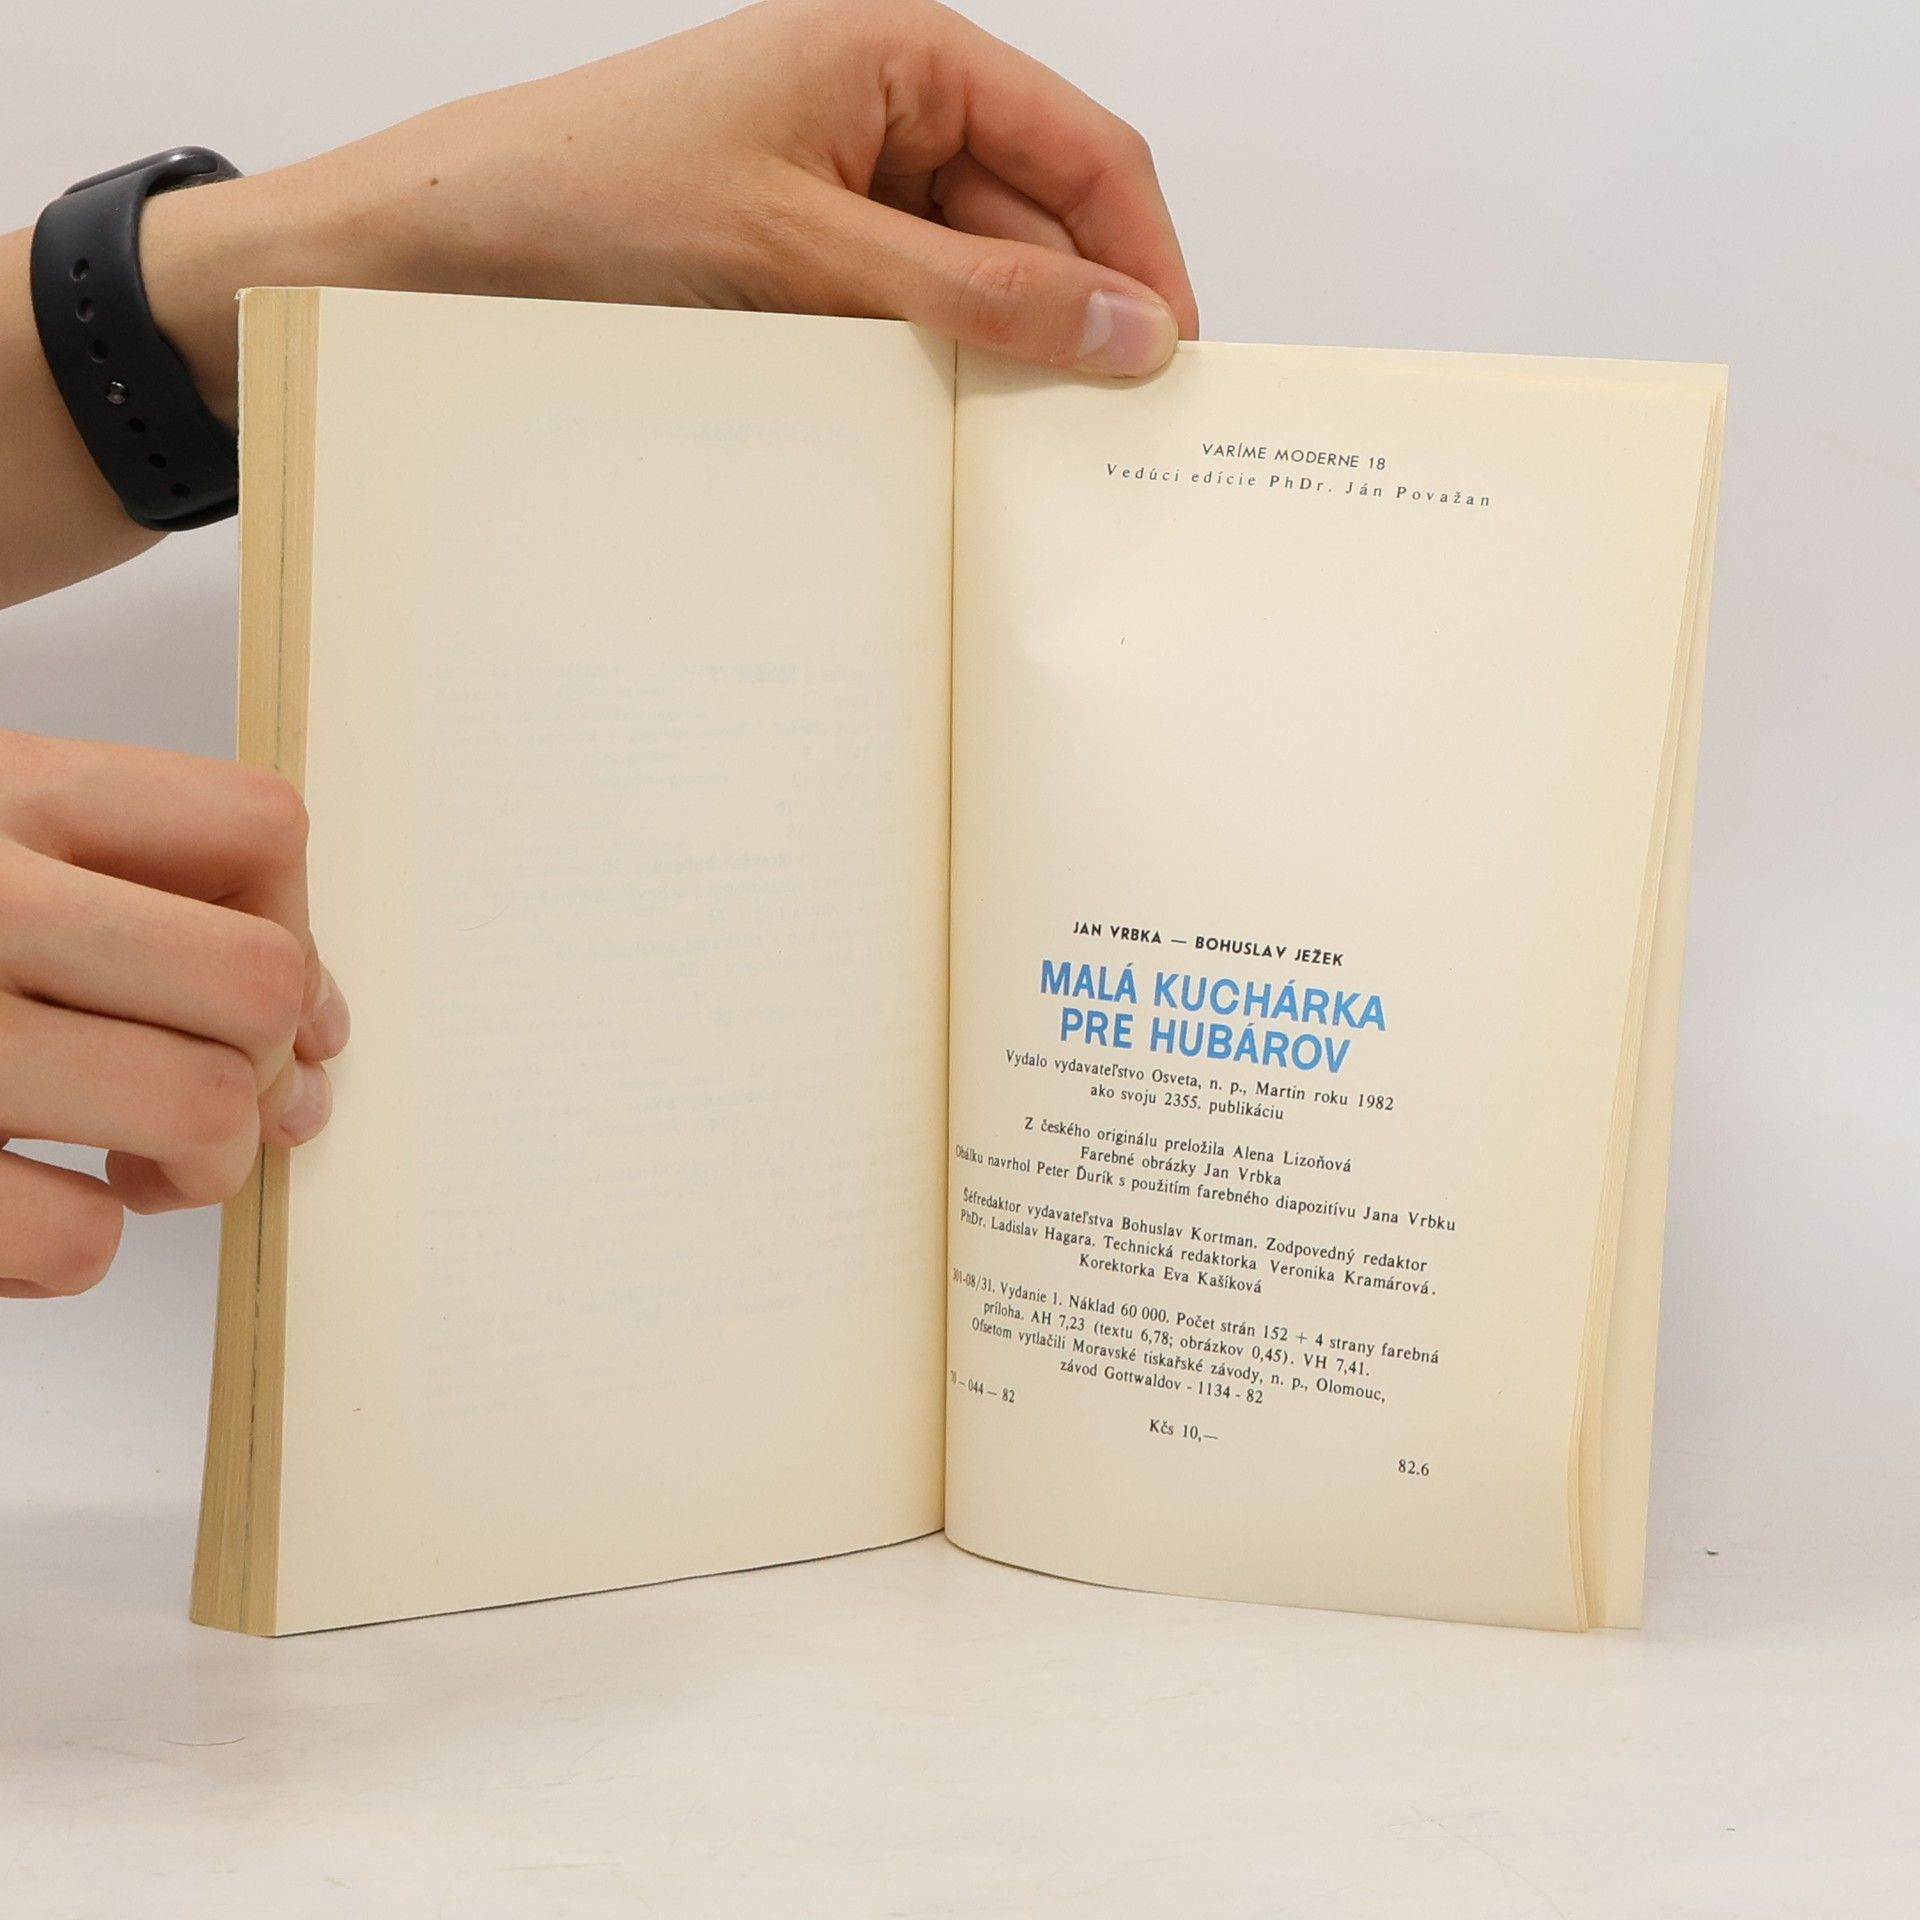 VARÍME MODERNE 18
Vedúci edície PhDr. Ján Považan
JAN VRBKA — BOHUSLAV JEŽEK
MALÁ KUCHÁRKA
PRE HUBÁROV
Vydalo vydavateľstvo Osveta, n. p., Martin roku 1982
ako svoju 2355. publikáciu
Z českého originálu preložila Alena Lizoňová
Farebné obrázky Jan Vrbka
Obálku navrhol Peter Ďurík s použitím farebného diapozitívu Jana Vrbku
Šéfredaktor vydavateľstva Bohuslav Kortman. Zodpovedný redaktor
PhDr. Ladislav Hagara. Technická redaktorka Veronika Kramárová.
Korektorka Eva Kašíková
301-08/31. Vydanie 1. Náklad 60 000. Počet strán 152 + 4 strany farebná
príloha. AH 7,23 (textu 6,78; obrázkov 0,45). VH 7,41.
Ofsetom vytlačili Moravské tiskařské závody, n. p., Olomouc,
závod Gottwaldov - 1134 - 82
— 044 — 82
Kčs 10,—
82.6